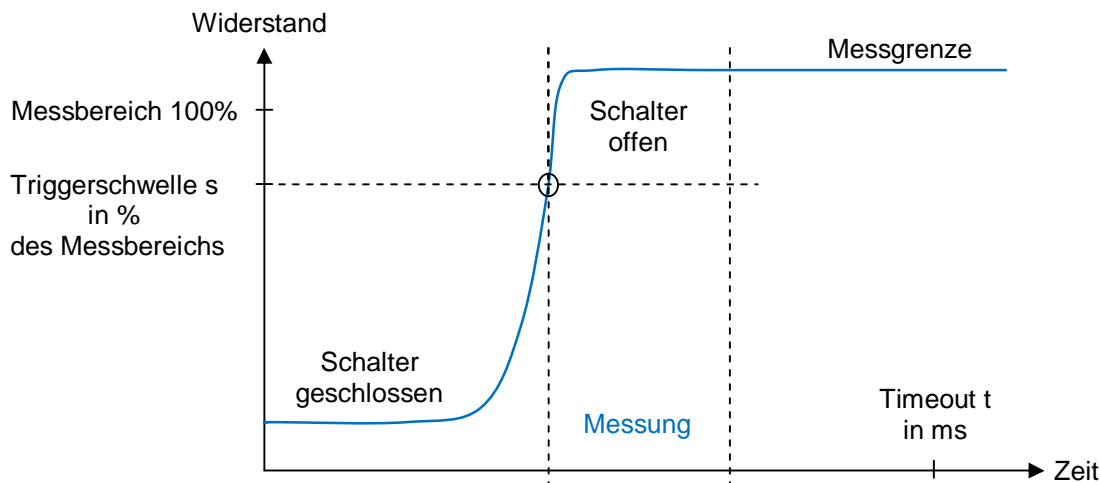 Widerstand
Messgrenze
Messbereich 100%
Schalter
offen
Triggerschwelle s
in %
des Messbereichs
Schalter
geschlossen
Messung
Timeout t
in ms
Zeit